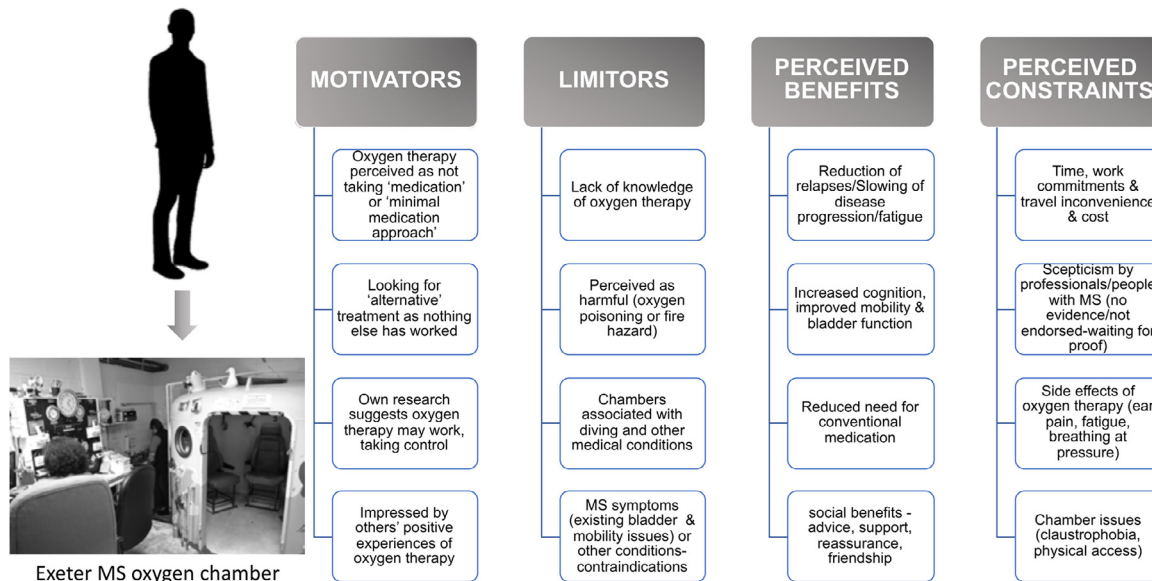 MOTIVATORS
Oxygen therapy
perceived as not
taking ‘medication’
or ‘minimal
medication
approach’
Looking for
‘alternative’
treatment as nothing
else has worked
Own research
suggests oxygen
therapy may work,
taking control
Impressed by
others’ positive
experiences of
oxygen therapy
LIMITORS
Lack of knowledge
of oxygen therapy
Perceived as
harmful (oxygen
poisoning or fire
hazard)
Chambers
associated with
diving and other
medical conditions
MS symptoms
(existing bladder &
mobility issues) or
other conditions-
contraindications
PERCEIVED
BENEFITS
Reduction of
relapses/Slowing of
disease
progression/fatigue
Increased cognition,
improved mobility &
bladder function
Reduced need for
conventional
medication
social benefits -
advice, support,
reassurance,
friendship
PERCEIVED
CONSTRAINTS
Time, work
commitments &
travel inconvenience
& cost
Scepticism by
professionals/people
with MS (no
evidence/not
endorsed-waiting for
proof)
Side effects of
oxygen therapy (ear
pain, fatigue,
breathing at
pressure)
Chamber issues
(claustrophobia,
physical access)
Exeter MS oxygen chamber